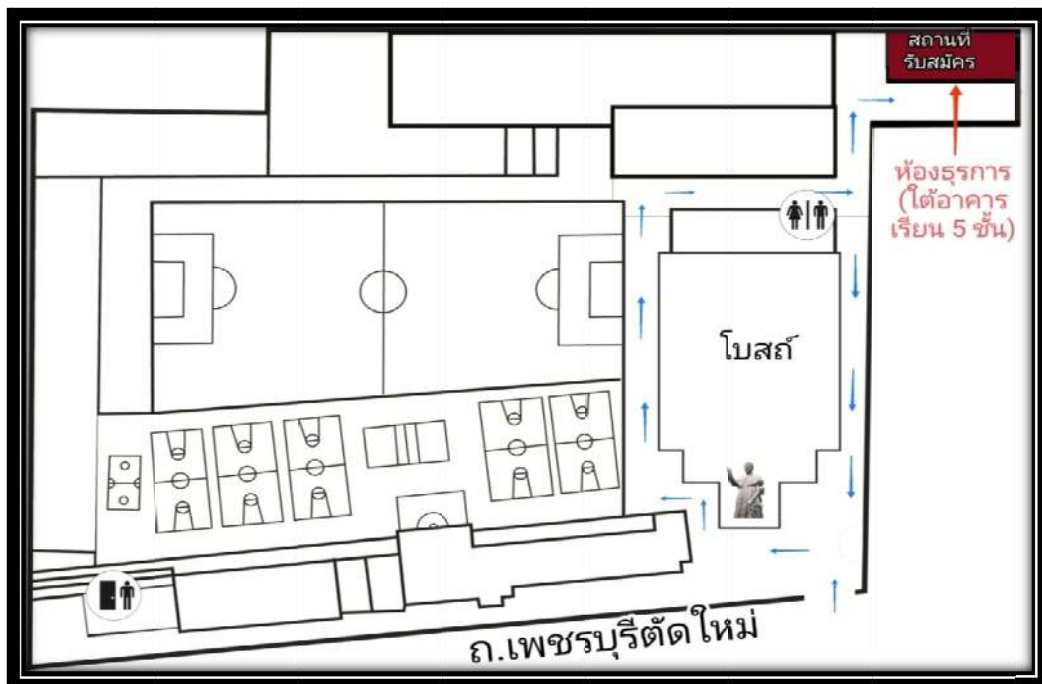 สถานที่
รับสมัคร
ห้องธุรการ
(ใต้อาคาร
เรียน 5 ชั้น)
โบสถ์
ถ.เพชรบุรีตัดใหม่